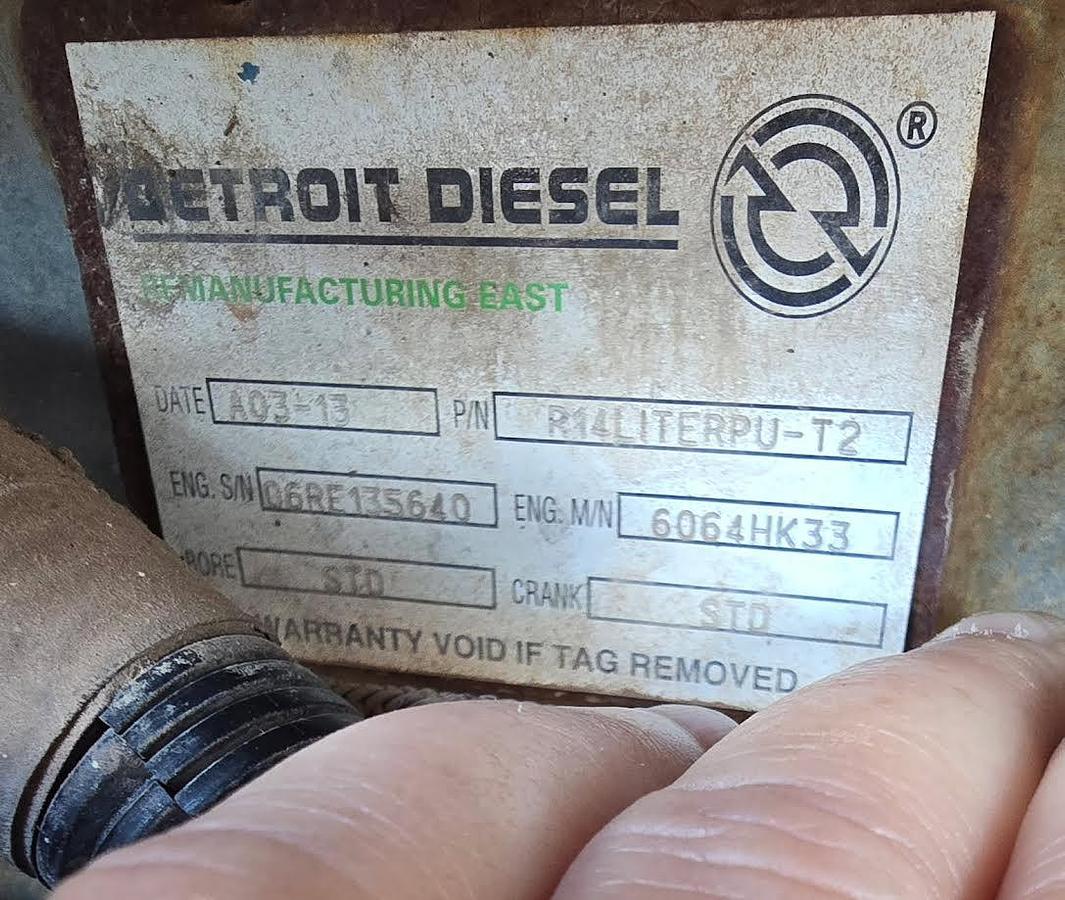 DETROIT DIESEL ®
REMANUFACTURING EAST
DATE A03-13 P/N R14LITERPU-T2
ENG. S/N 06RE135640 ENG. M/N 6064HK33
BORE STD CRANK STD
WARRANTY VOID IF TAG REMOVED